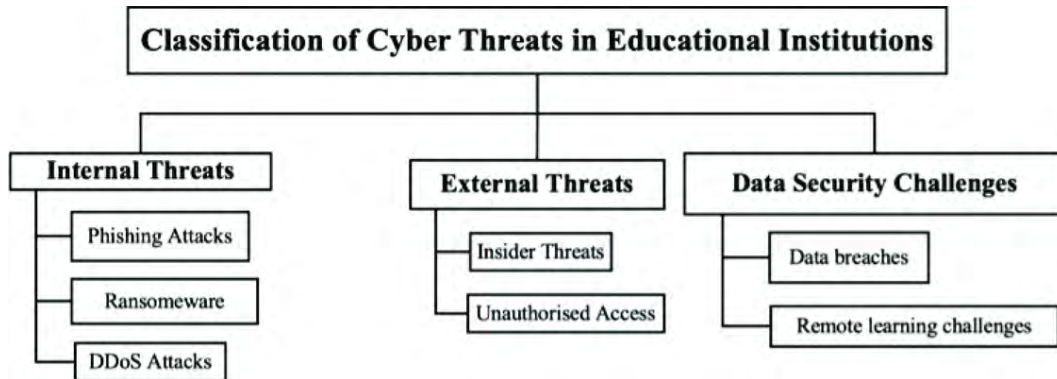 Classification of Cyber Threats in Educational Institutions
Internal Threats
Phishing Attacks
Ransomeware
DDoS Attacks
External Threats
Insider Threats
Unauthorised Access
Data Security Challenges
Data breaches
Remote learning challenges